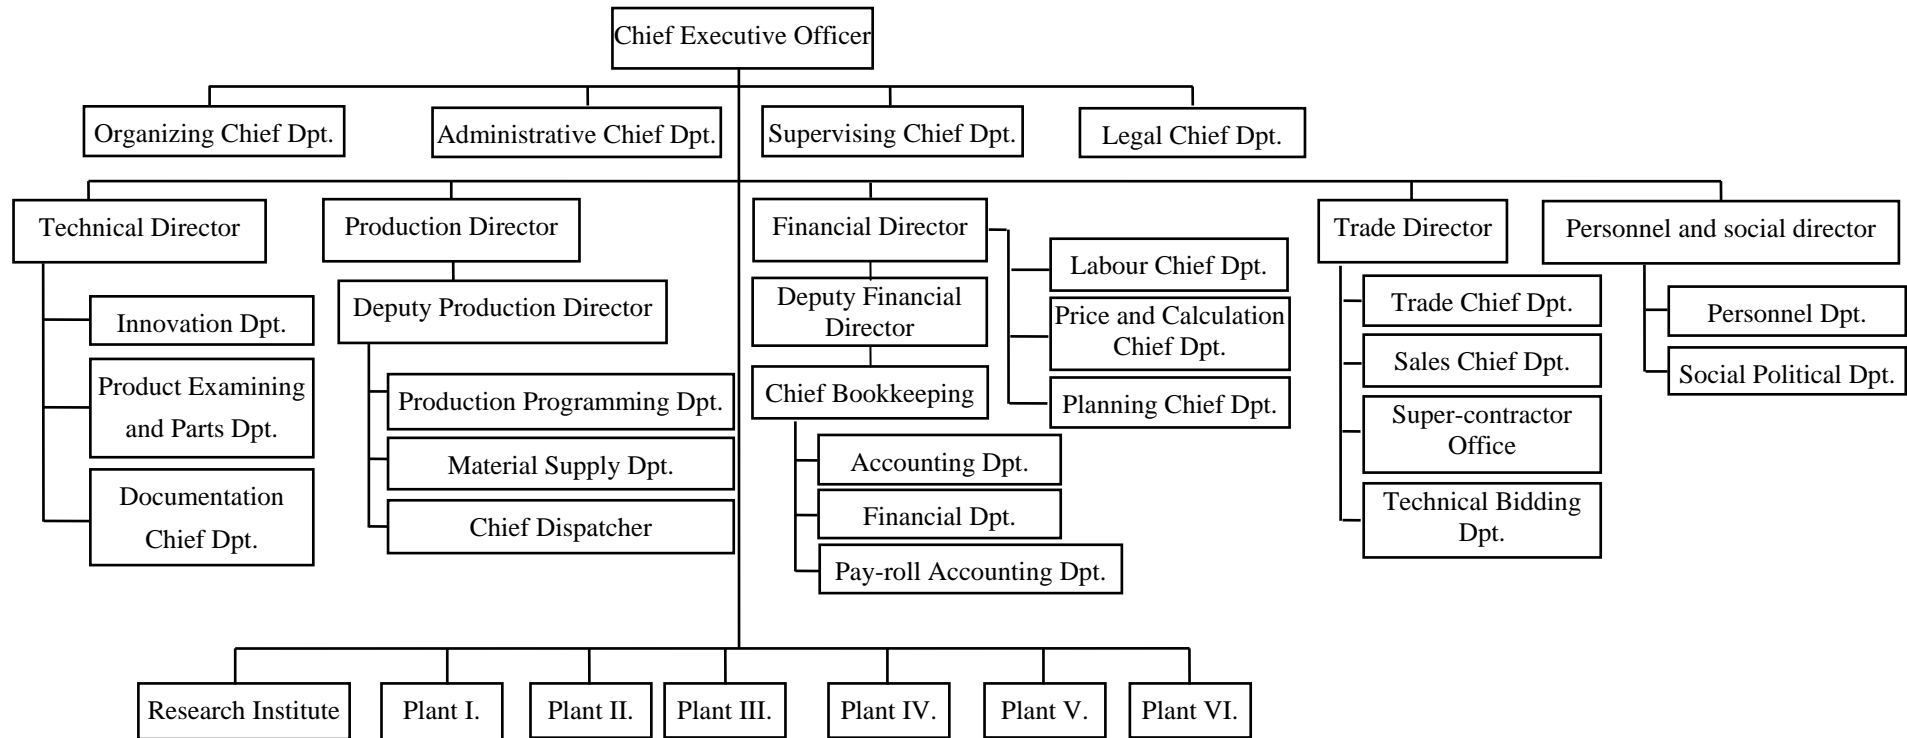 Chief Executive Officer
Organizing Chief Dpt.
Administrative Chief Dpt.
Supervising Chief Dpt.
Legal Chief Dpt.
Technical Director
Production Director
Financial Director
Trade Director
Personnel and social director
Innovation Dpt.
Product Examining
and Parts Dpt.
Documentation
Chief Dpt.
Deputy Production Director
Production Programming Dpt.
Material Supply Dpt.
Chief Dispatcher
Deputy Financial
Director
Chief Bookkeeping
Accounting Dpt.
Financial Dpt.
Pay-roll Accounting Dpt.
Labour Chief Dpt.
Price and Calculation
Chief Dpt.
Planning Chief Dpt.
Trade Chief Dpt.
Sales Chief Dpt.
Super-contractor
Office
Technical Bidding
Dpt.
Personnel Dpt.
Social Political Dpt.
Research Institute
Plant I.
Plant II.
Plant III.
Plant IV.
Plant V.
Plant VI.